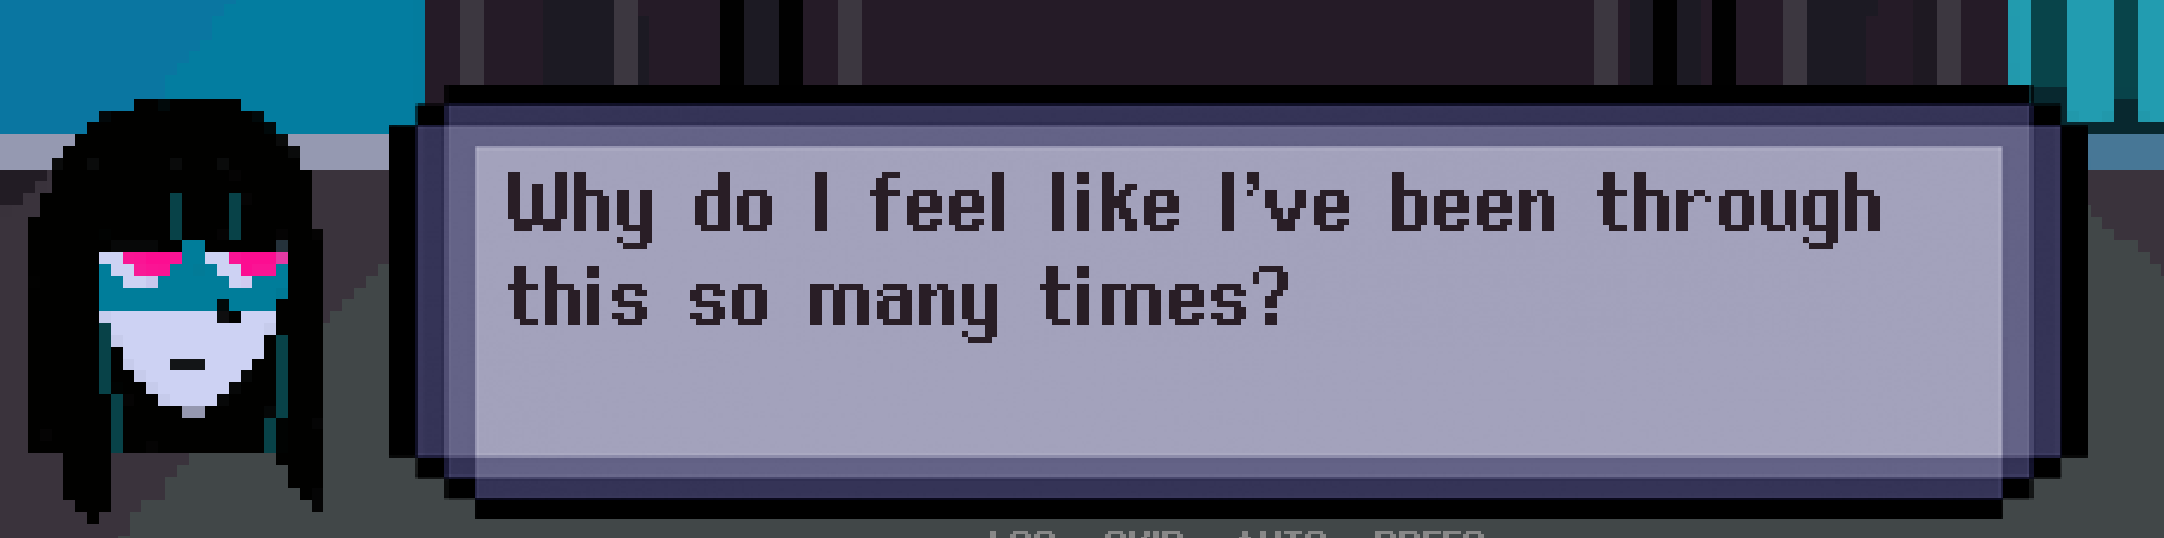 Why do I feel like I've been through
this so many times?